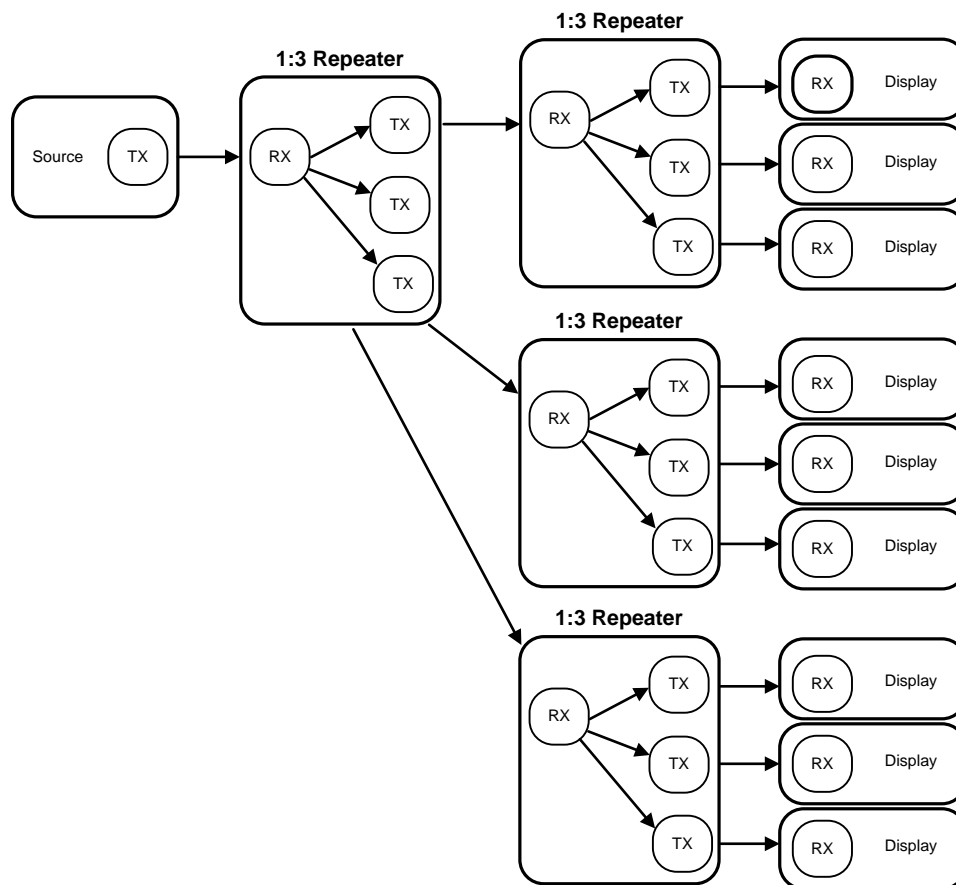 1:3 Repeater
1:3 Repeater
Source
TX
RX
TX
TX
TX
RX
TX
TX
TX
RX
Display
RX
Display
RX
Display
1:3 Repeater
RX
TX
TX
TX
RX
Display
RX
Display
RX
Display
1:3 Repeater
RX
TX
TX
TX
RX
Display
RX
Display
RX
Display